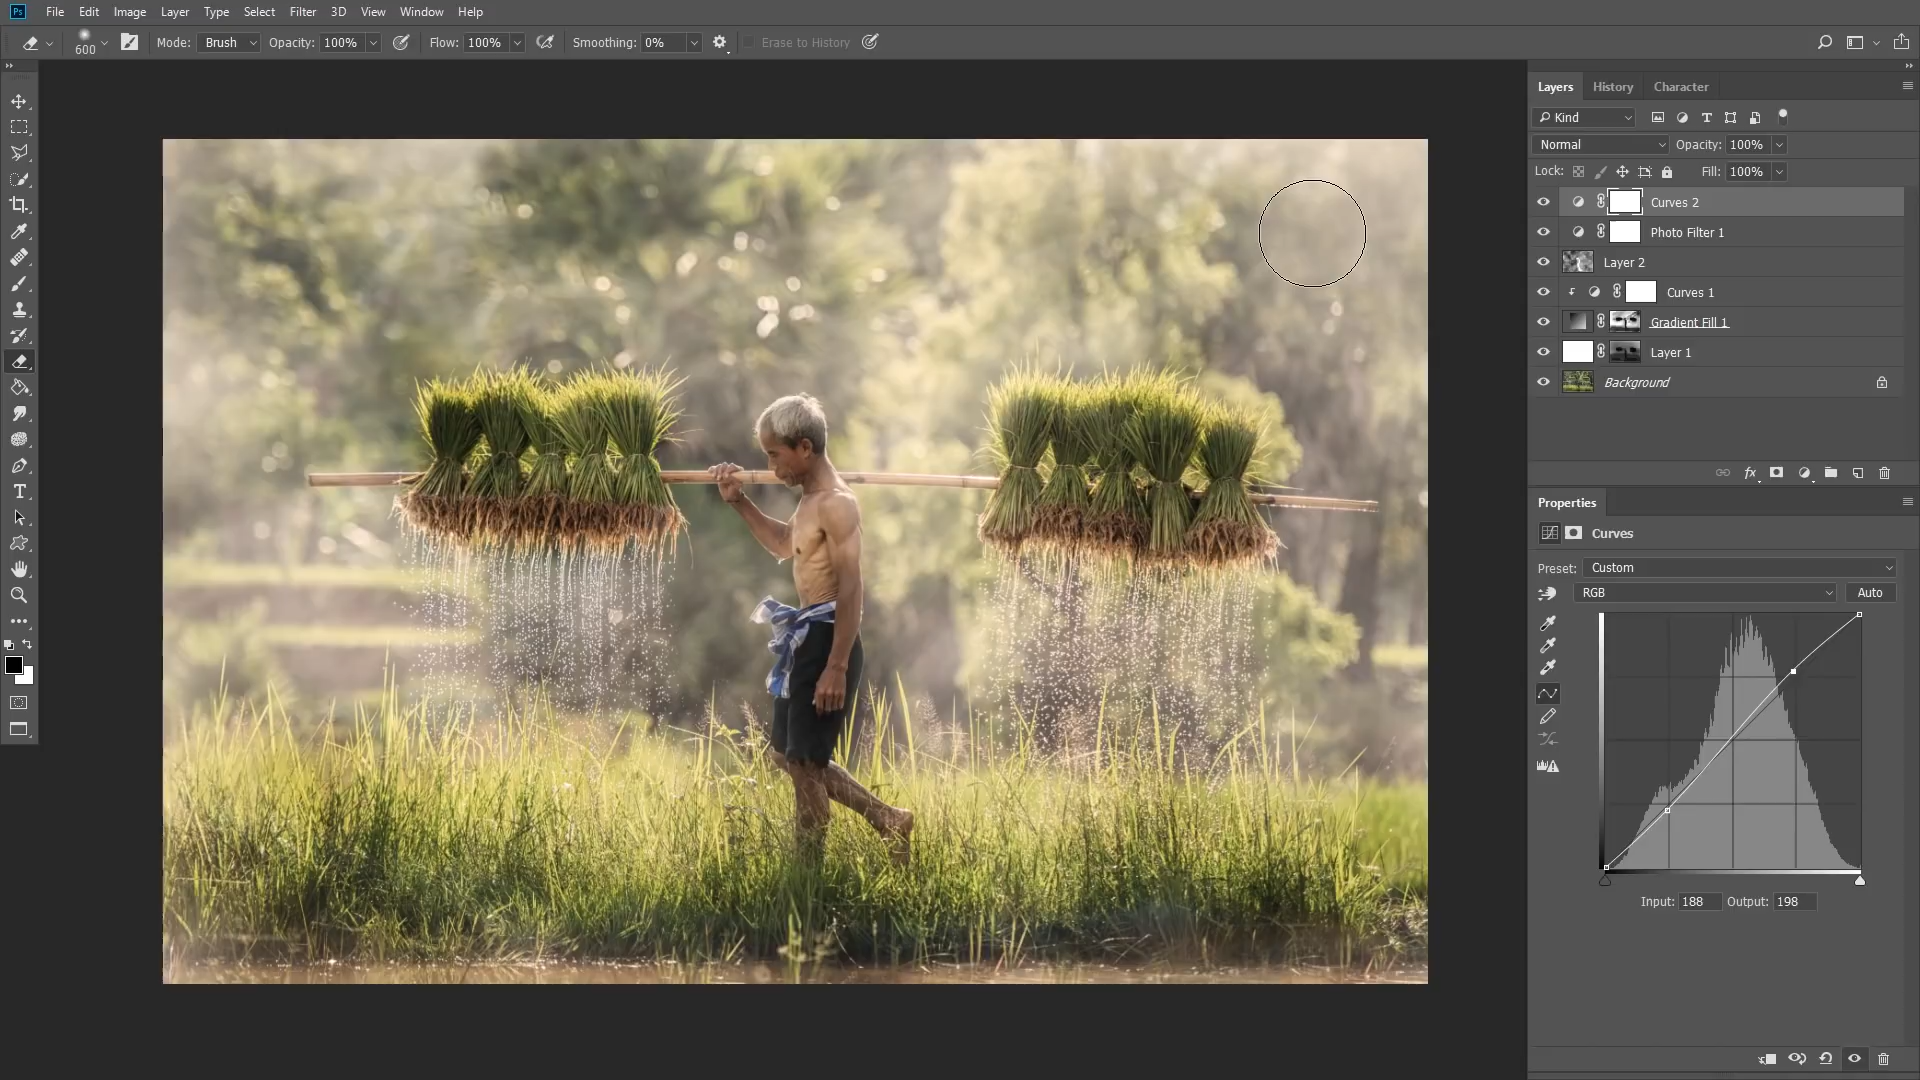 Ps File Edit Image Layer Type Select Filter 3D View Window Help
600 Mode: Brush Opacity: 100% Flow: 100% Smoothing: 0% Erase to History
Layers History Character
Kind
Normal Opacity: 100%
Lock: Fill: 100%
Curves 2
Photo Filter 1
Layer 2
Curves 1
Gradient Fill 1
Layer 1
Background
fx
Properties
Curves
Preset: Custom
RGB Auto
Input: 188 Output: 198